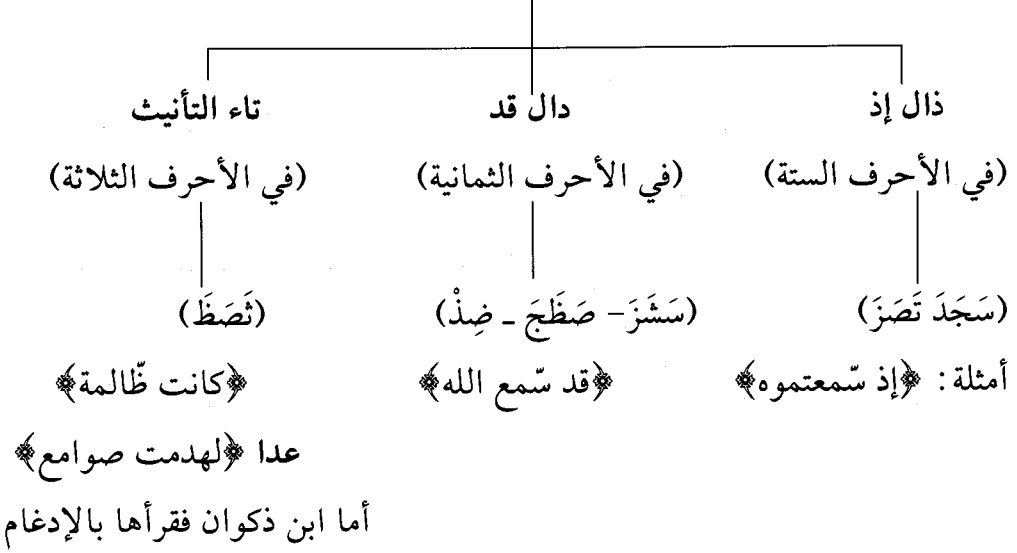 ذال إذ دال قد تاء التأنيث
(في الأحرف الستة) (في الأحرف الثمانية) (في الأحرف الثلاثة)
(سَجَدَ تَصَزَ) (سَشَزَ – صَظَجَ - ضِذْ) (ثَصَظَ)
أمثلة: ﴿إذ سّمعتموه﴾ ﴿قد سّمع الله﴾ ﴿كانت ظّالمة﴾
عدا ﴿لهدمت صوامع﴾
أما ابن ذكوان فقرأها بالإدغام